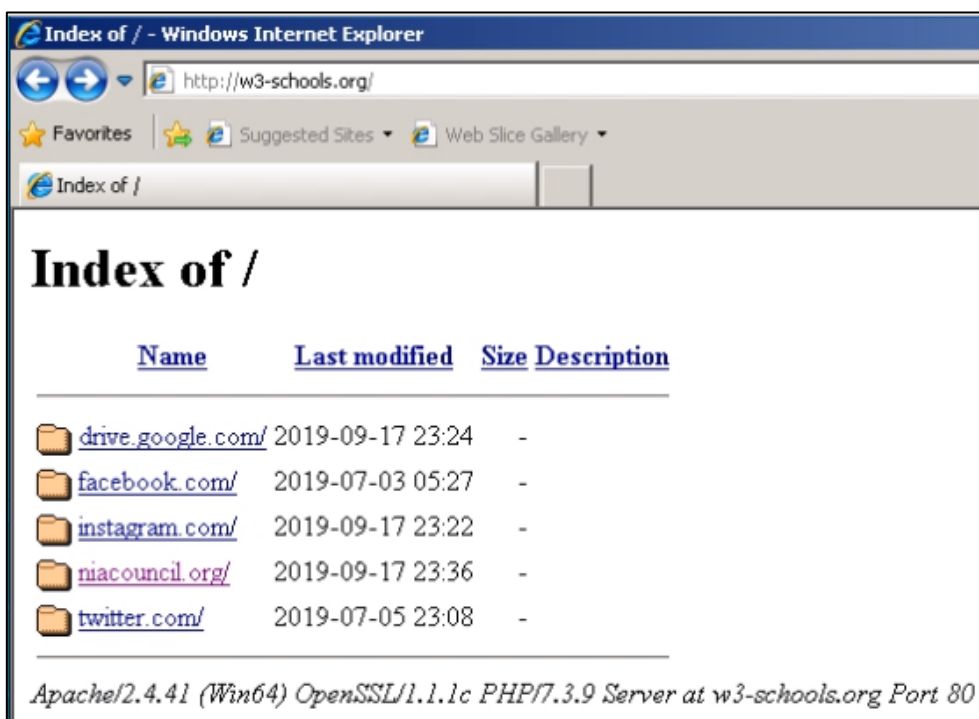 Index of / - Windows Internet Explorer
http://w3-schools.org/
Favorites Suggested Sites Web Slice Gallery
Index of /
Index of /
Name Last modified Size Description
drive.google.com/ 2019-09-17 23:24 -
facebook.com/ 2019-07-03 05:27 -
instagram.com/ 2019-09-17 23:22 -
niacouncil.org/ 2019-09-17 23:36 -
twitter.com/ 2019-07-05 23:08 -
Apache/2.4.41 (Win64) OpenSSL/1.1.1c PHP/7.3.9 Server at w3-schools.org Port 80